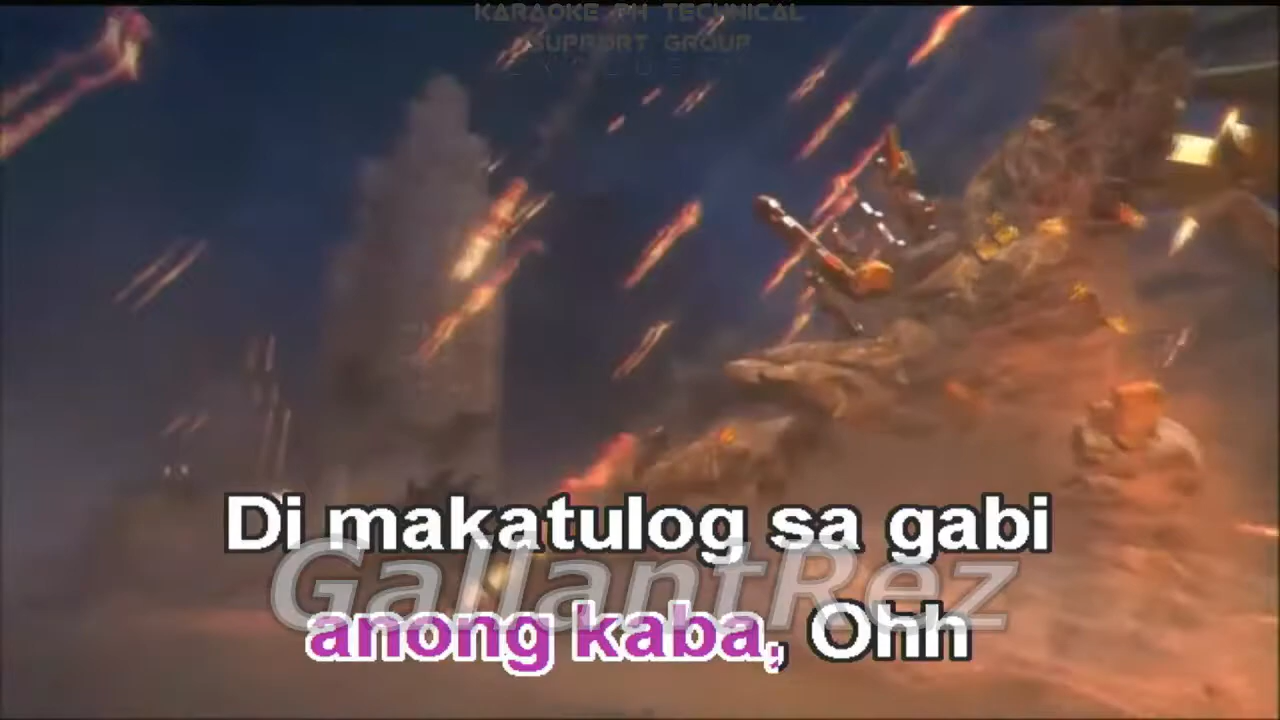 KARAOKE PH TECHNICAL
SUPPORT GROUP
Di makatulog sa gabi
GallantRez
anong kaba, Ohh